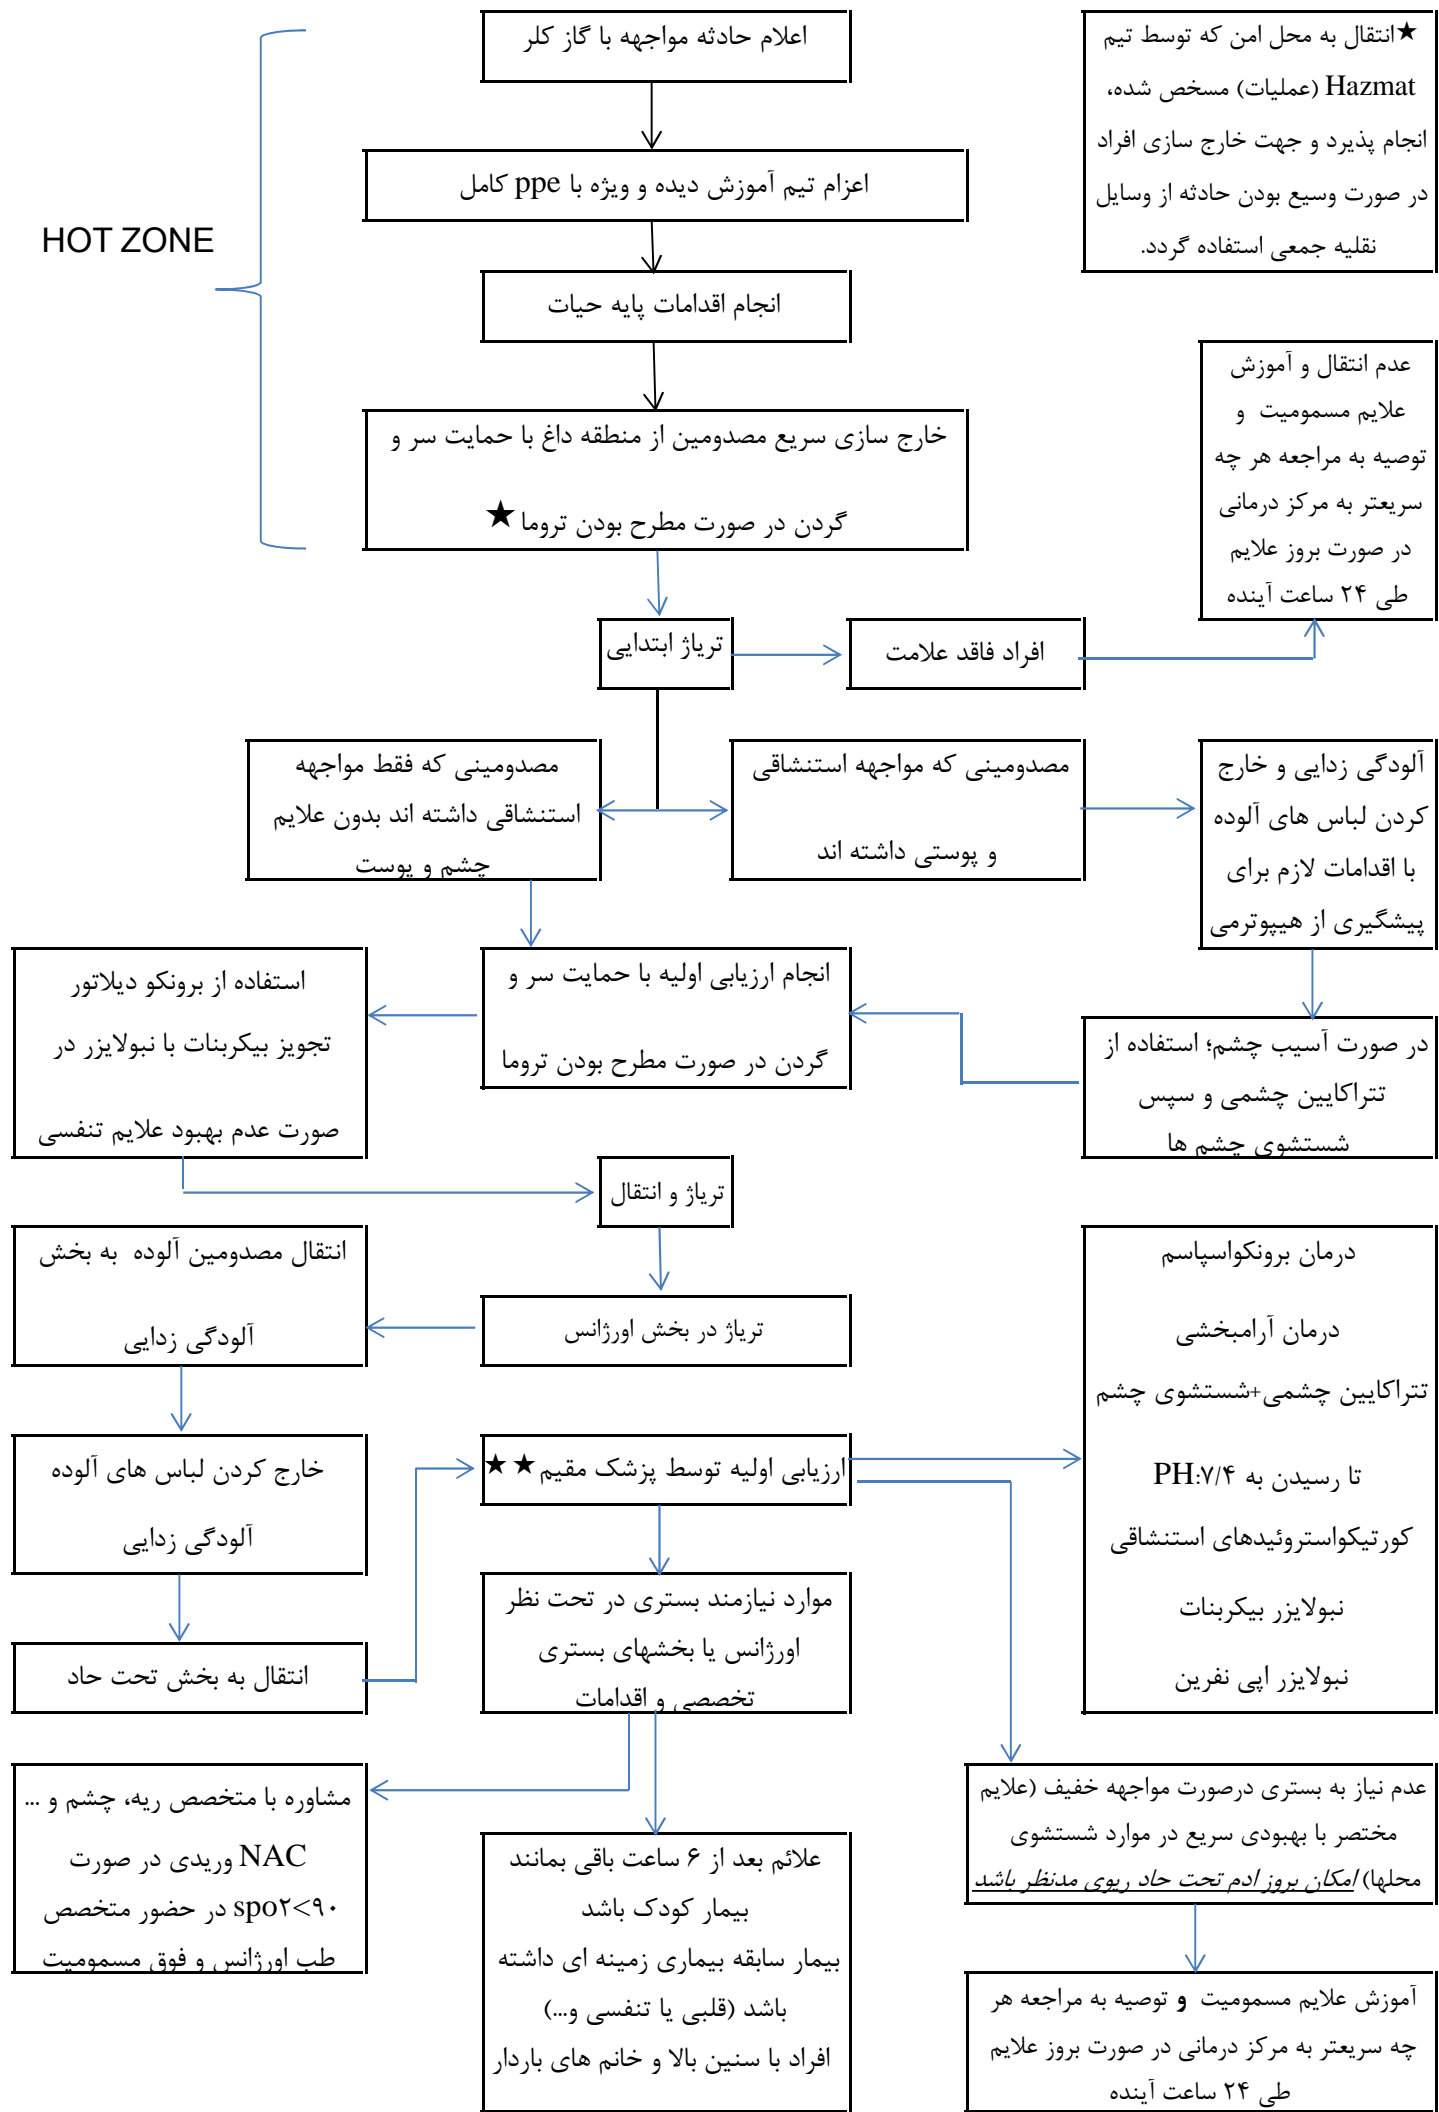 اعلام حادثه مواجهه با گاز کلر
★انتقال به محل امن که توسط تیم
Hazmat (عملیات) مسخص شده،
انجام پذیرد و جهت خارج سازی افراد
در صورت وسیع بودن حادثه از وسایل
نقلیه جمعی استفاده گردد.
اعزام تیم آموزش دیده و ویژه با ppe کامل
HOT ZONE
انجام اقدامات پایه حیات
خارج سازی سریع مصدومین از منطقه داغ با حمایت سر و
گردن در صورت مطرح بودن تروما ★
عدم انتقال و آموزش
علایم مسمومیت و
توصیه به مراجعه هر چه
سریعتر به مرکز درمانی
در صورت بروز علایم
طی ۲۴ ساعت آینده
تریاژ ابتدایی
افراد فاقد علامت
مصدومینی که فقط مواجهه
استنشاقی داشته اند بدون علایم
چشم و پوست
مصدومینی که مواجهه استنشاقی
و پوستی داشته اند
آلودگی زدایی و خارج
کردن لباس های آلوده
با اقدامات لازم برای
پیشگیری از هیپوترمی
در صورت آسیب چشم؛ استفاده از
تتراکایین چشمی و سپس
شستشوی چشم ها
انجام ارزیابی اولیه با حمایت سر و
گردن در صورت مطرح بودن تروما
استفاده از برونکو دیلاتور
تجویز بیکربنات با نبولایزر در
صورت عدم بهبود علایم تنفسی
تریاژ و انتقال
تریاژ در بخش اورژانس
انتقال مصدومین آلوده به بخش
آلودگی زدایی
خارج کردن لباس های آلوده
آلودگی زدایی
انتقال به بخش تحت حاد
ارزیابی اولیه توسط پزشک مقیم★★
درمان برونکواسپاسم
درمان آرامبخشی
تتراکایین چشمی+شستشوی چشم
تا رسیدن به PH:۷/۴
کورتیکواستروئیدهای استنشاقی
نبولایزر بیکربنات
نبولایزر اپی نفرین
موارد نیازمند بستری در تحت نظر
اورژانس یا بخشهای بستری
تخصصی و اقدامات
مشاوره با متخصص ریه، چشم و ...
NAC وریدی در صورت
spo۲<۹۰ در حضور متخصص
طب اورژانس و فوق مسمومیت
علائم بعد از ۶ ساعت باقی بمانند
بیمار کودک باشد
بیمار سابقه بیماری زمینه ای داشته
باشد (قلبی یا تنفسی و...)
افراد با سنین بالا و خانم های باردار
عدم نیاز به بستری درصورت مواجهه خفیف (علایم
مختصر با بهبودی سریع در موارد شستشوی
محلها) امکان بروز ادم تحت حاد ریوی مدنظر باشد
آموزش علایم مسمومیت و توصیه به مراجعه هر
چه سریعتر به مرکز درمانی در صورت بروز علایم
طی ۲۴ ساعت آینده